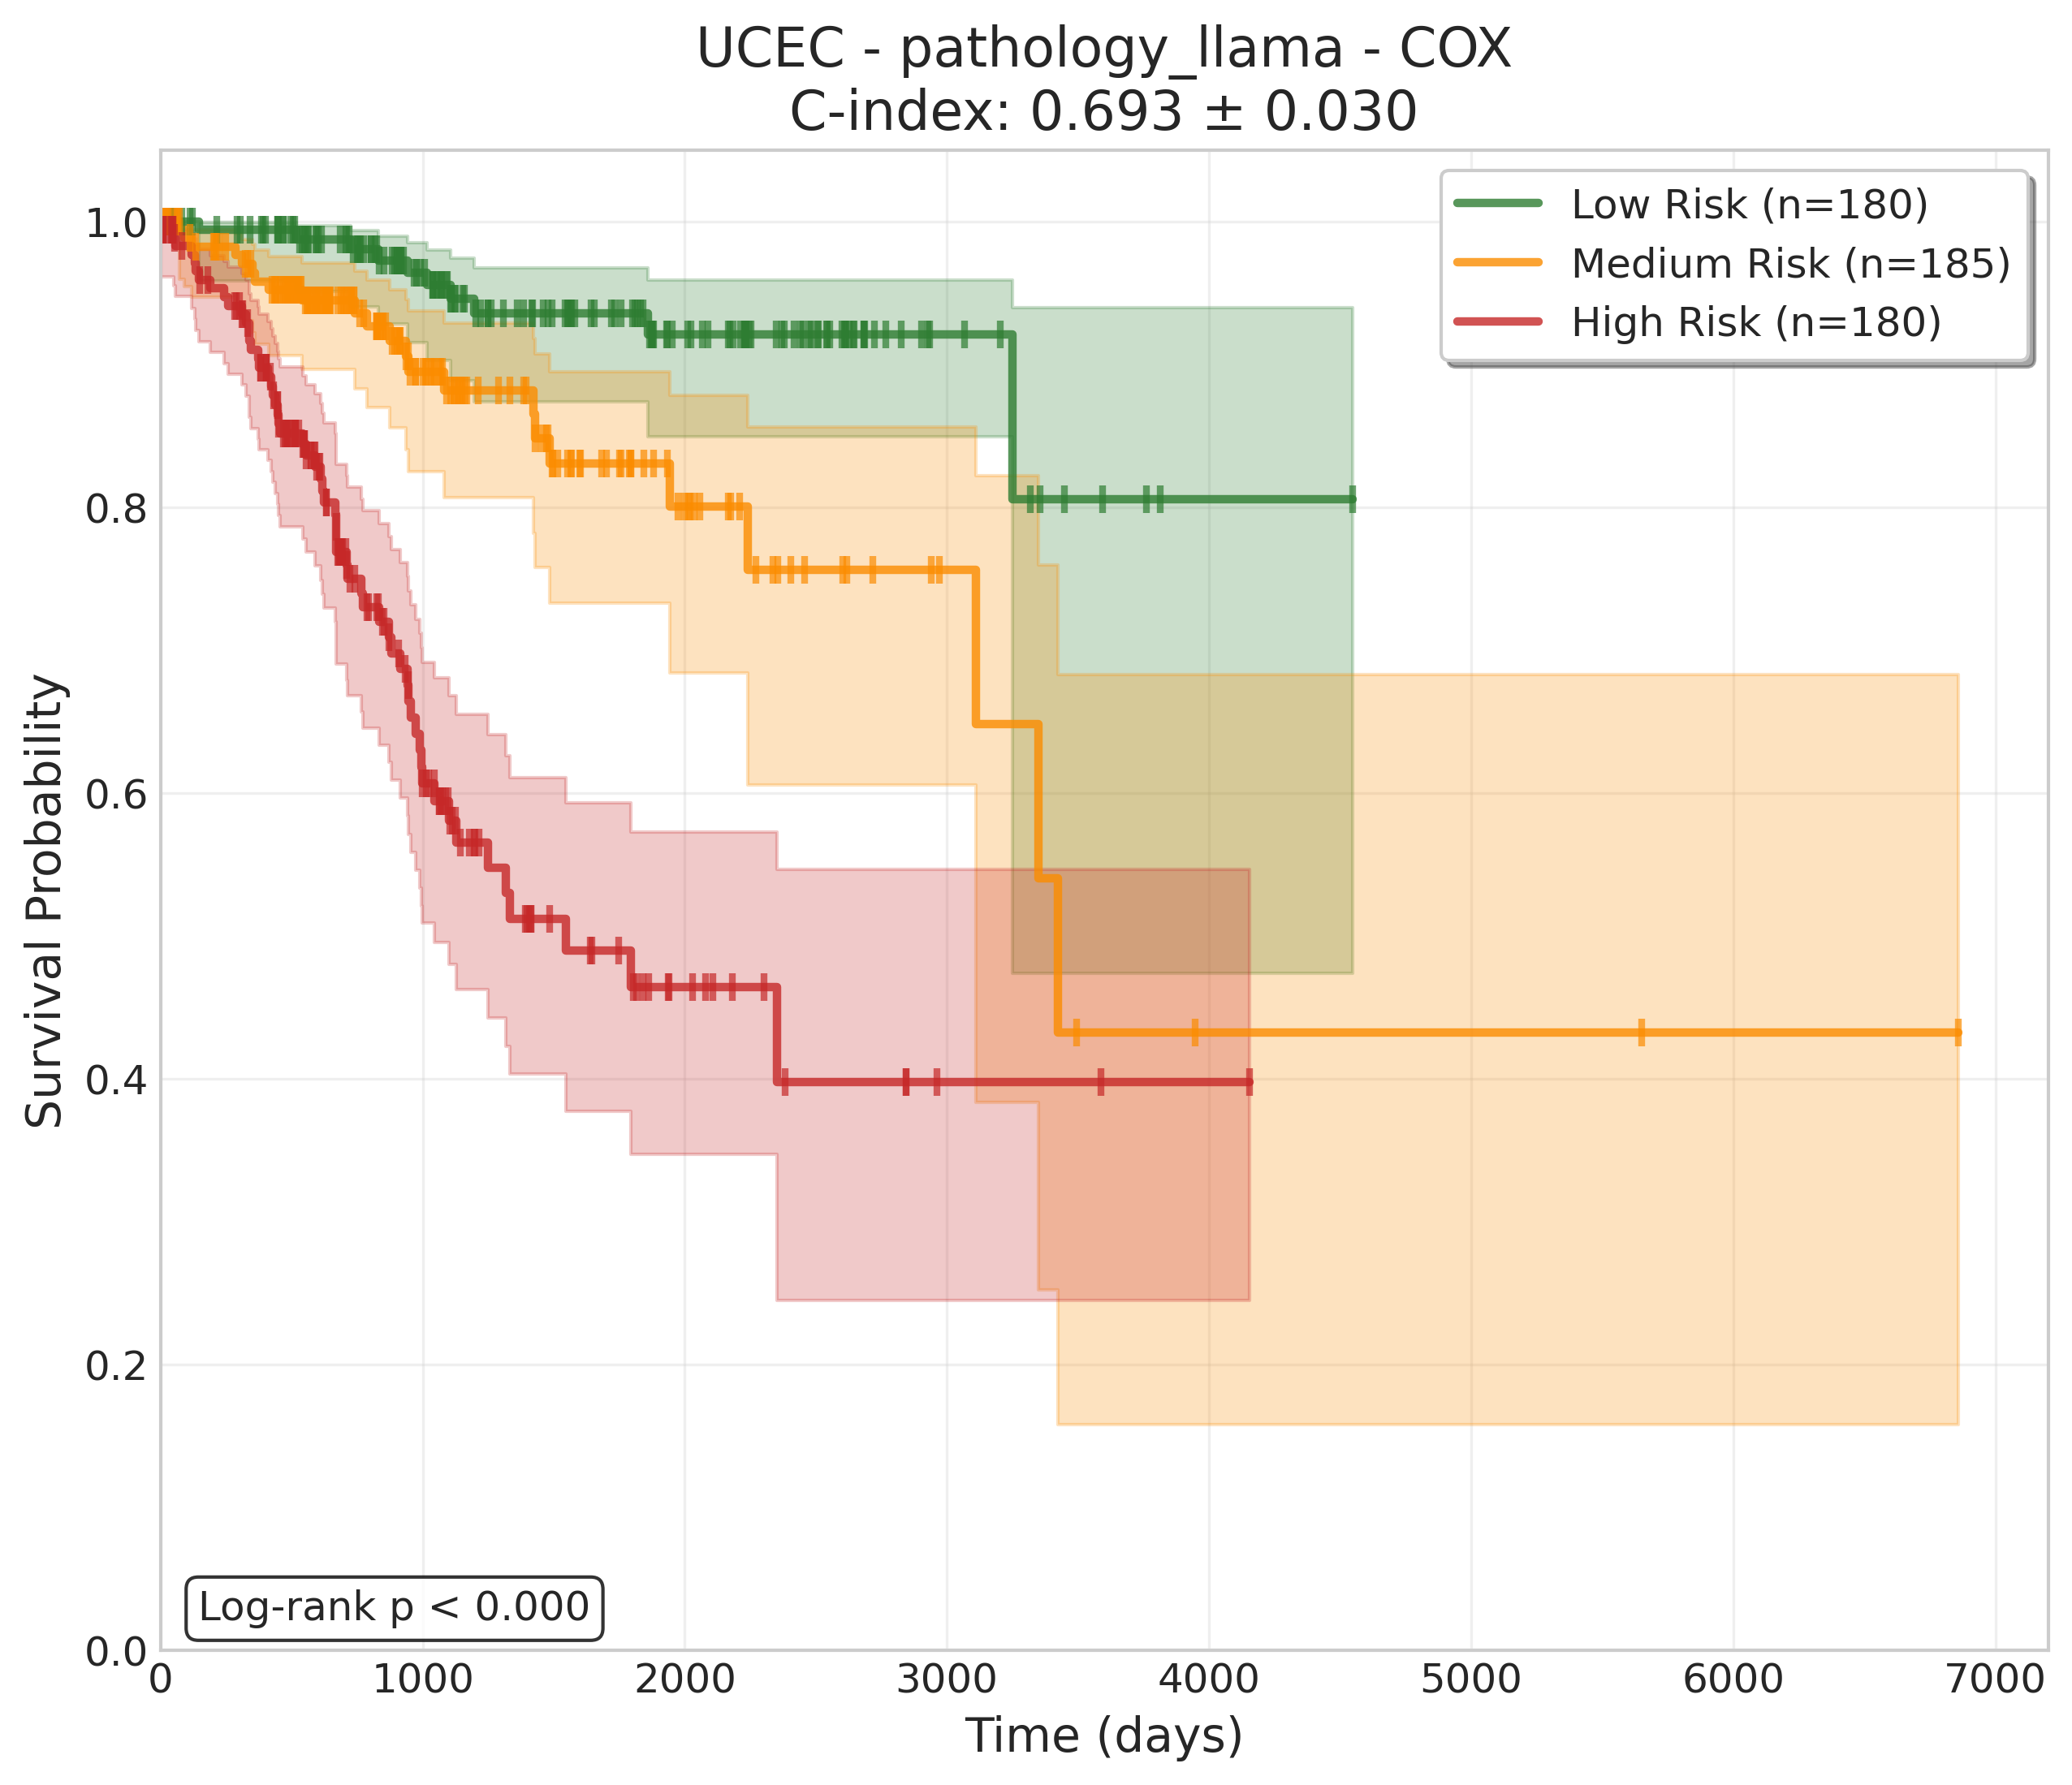 UCEC - pathology_llama - COX
C-index: 0.693 ± 0.030
Low Risk (n=180)
Medium Risk (n=185)
High Risk (n=180)
Survival Probability
1.0
0.8
0.6
0.4
0.2
0.0
Log-rank p < 0.000
0 1000 2000 3000 4000 5000 6000 7000
Time (days)